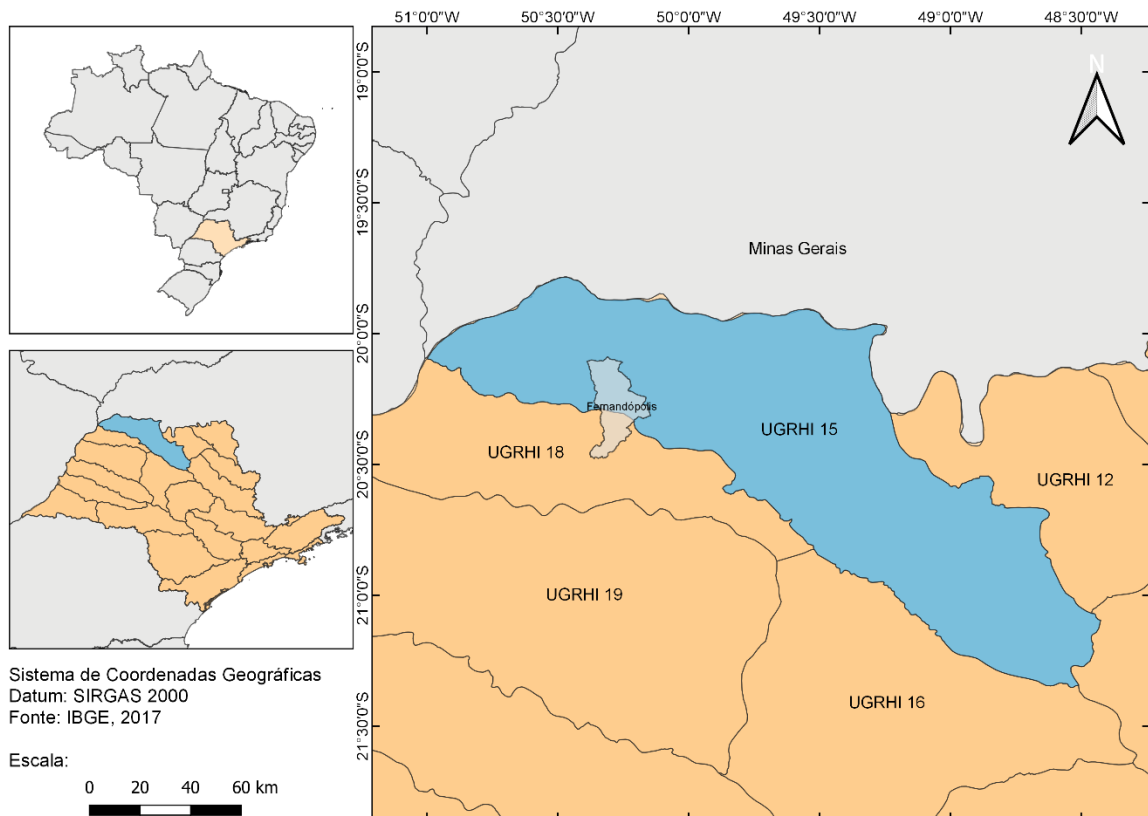 51°0'0"W 50°30'0"W 50°0'0"W 49°30'0"W 49°0'0"W 48°30'0"W
19°0'0"S
19°30'0"S
20°0'0"S
20°30'0"S
21°0'0"S
21°30'0"S
N
Minas Gerais
Fernandópolis
UGRHI 15
UGRHI 18
UGRHI 12
UGRHI 19
UGRHI 16
Sistema de Coordenadas Geográficas
Datum: SIRGAS 2000
Fonte: IBGE, 2017
Escala:
0 20 40 60 km